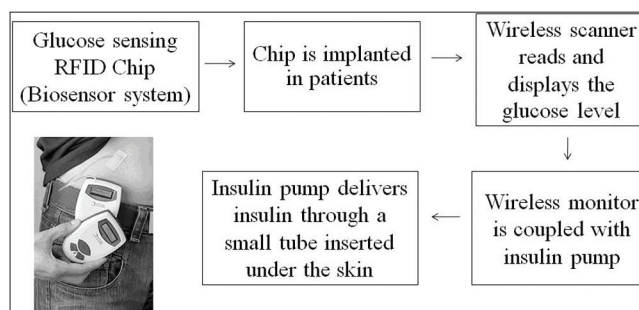 Glucose sensing
RFID Chip
(Biosensor system)
Chip is implanted
in patients
Wireless scanner
reads and
displays the
glucose level
Wireless monitor
is coupled with
insulin pump
Insulin pump delivers
insulin through a
small tube inserted
under the skin